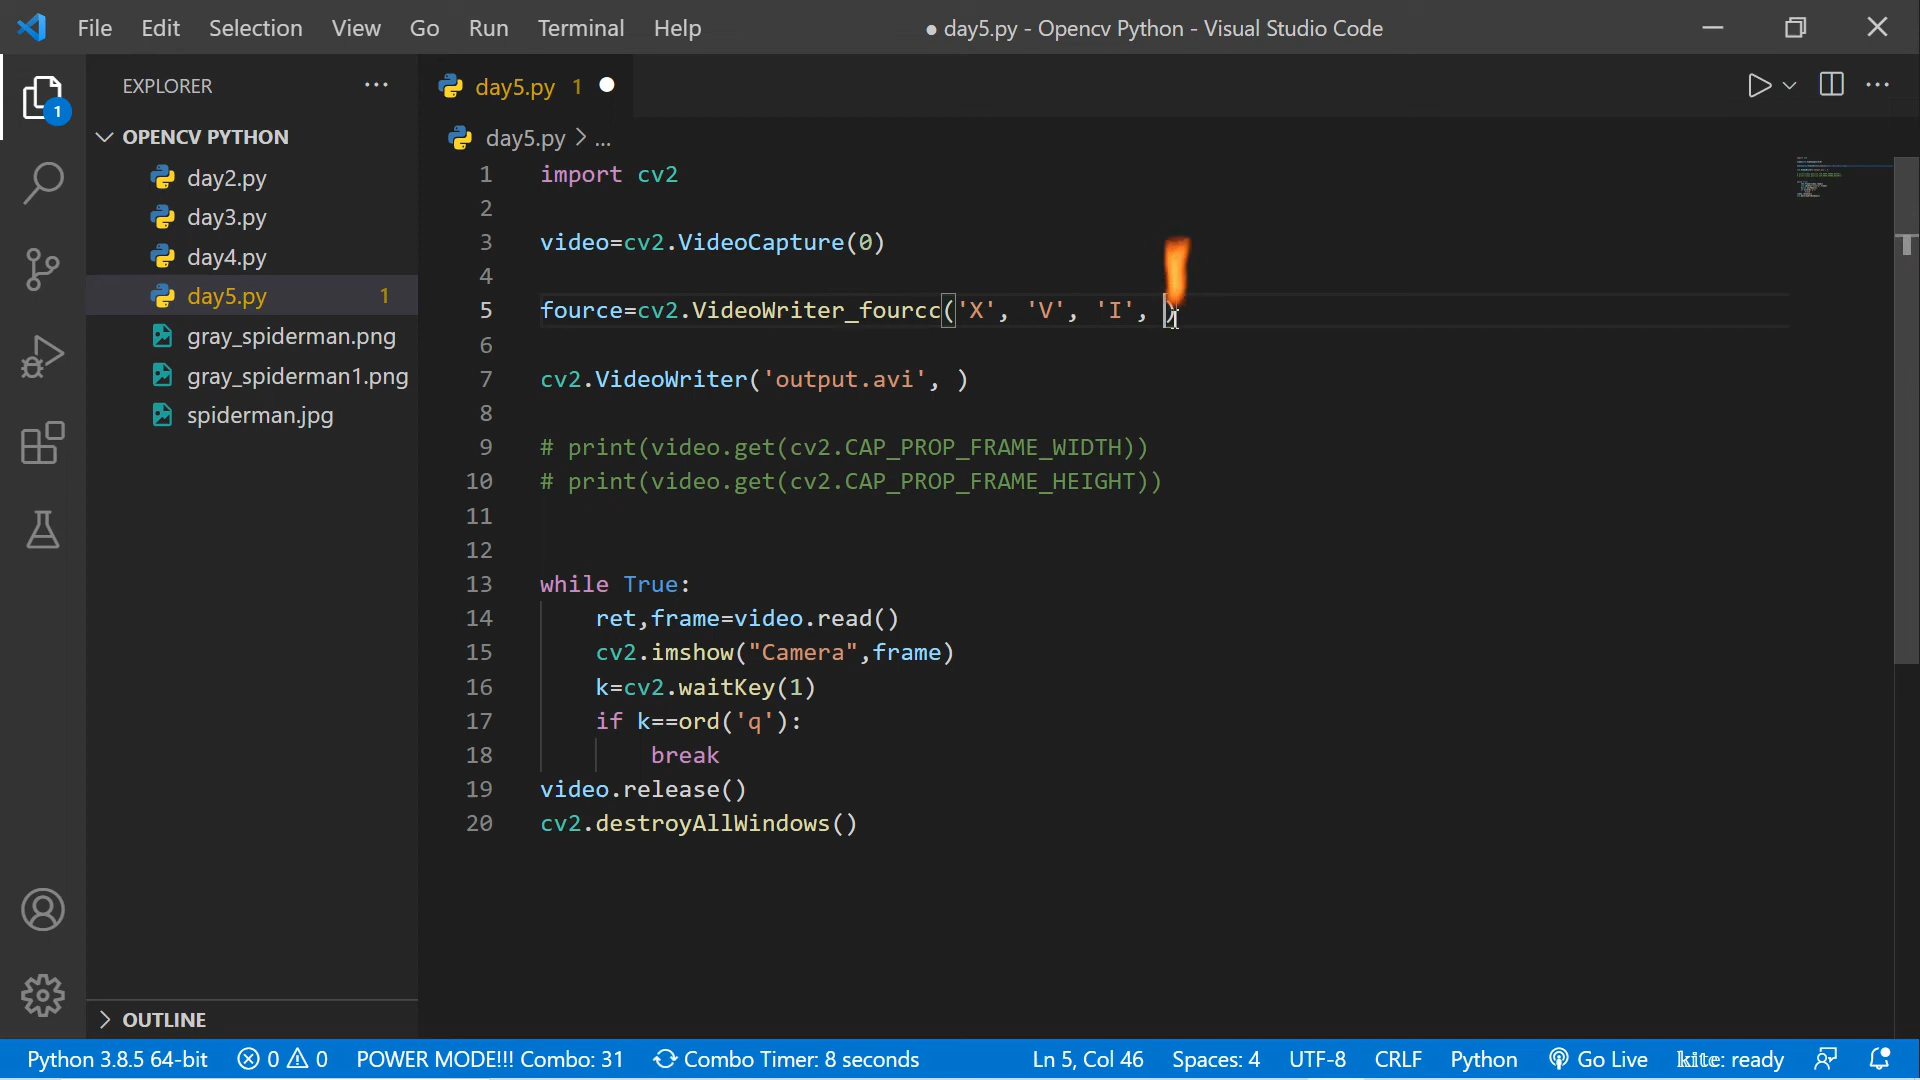 File Edit Selection View Go Run Terminal Help
● day5.py - Opencv Python - Visual Studio Code
EXPLORER
1
OPENCV PYTHON
day2.py
day3.py
day4.py
day5.py 1
gray_spiderman.png
gray_spiderman1.png
spiderman.jpg
OUTLINE
day5.py 1
day5.py > ...
1 import cv2
2
3 video=cv2.VideoCapture(0)
4
5 fource=cv2.VideoWriter_fourcc('X', 'V', 'I', )
6
7 cv2.VideoWriter('output.avi', )
8
9 # print(video.get(cv2.CAP_PROP_FRAME_WIDTH))
10 # print(video.get(cv2.CAP_PROP_FRAME_HEIGHT))
11
12
13 while True:
14 ret,frame=video.read()
15 cv2.imshow("Camera",frame)
16 k=cv2.waitKey(1)
17 if k==ord('q'):
18 break
19 video.release()
20 cv2.destroyAllWindows()
Python 3.8.5 64-bit 0 0 POWER MODE!!! Combo: 31 Combo Timer: 8 seconds Ln 5, Col 46 Spaces: 4 UTF-8 CRLF Python Go Live kite: ready